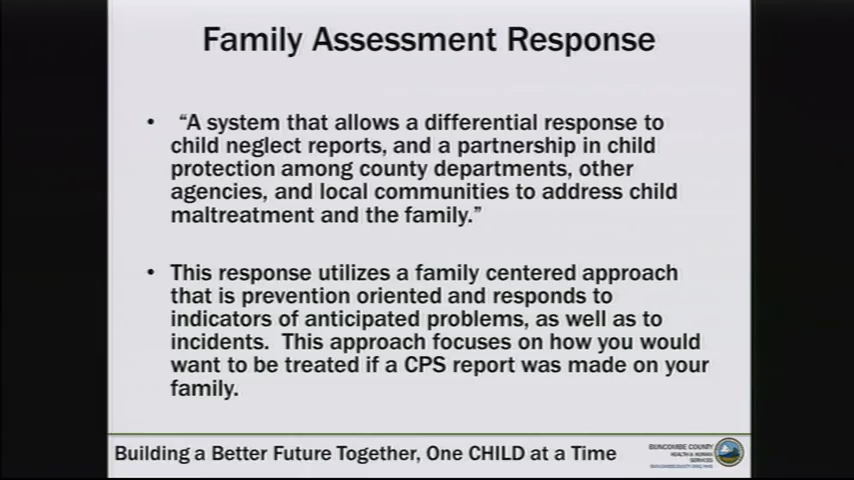 Family Assessment Response
• “A system that allows a differential response to
child neglect reports, and a partnership in child
protection among county departments, other
agencies, and local communities to address child
maltreatment and the family.”
• This response utilizes a family centered approach
that is prevention oriented and responds to
indicators of anticipated problems, as well as to
incidents. This approach focuses on how you would
want to be treated if a CPS report was made on your
family.
Building a Better Future Together, One CHILD at a Time
BUNCOMBE COUNTY
HEALTH & HUMAN
SERVICES